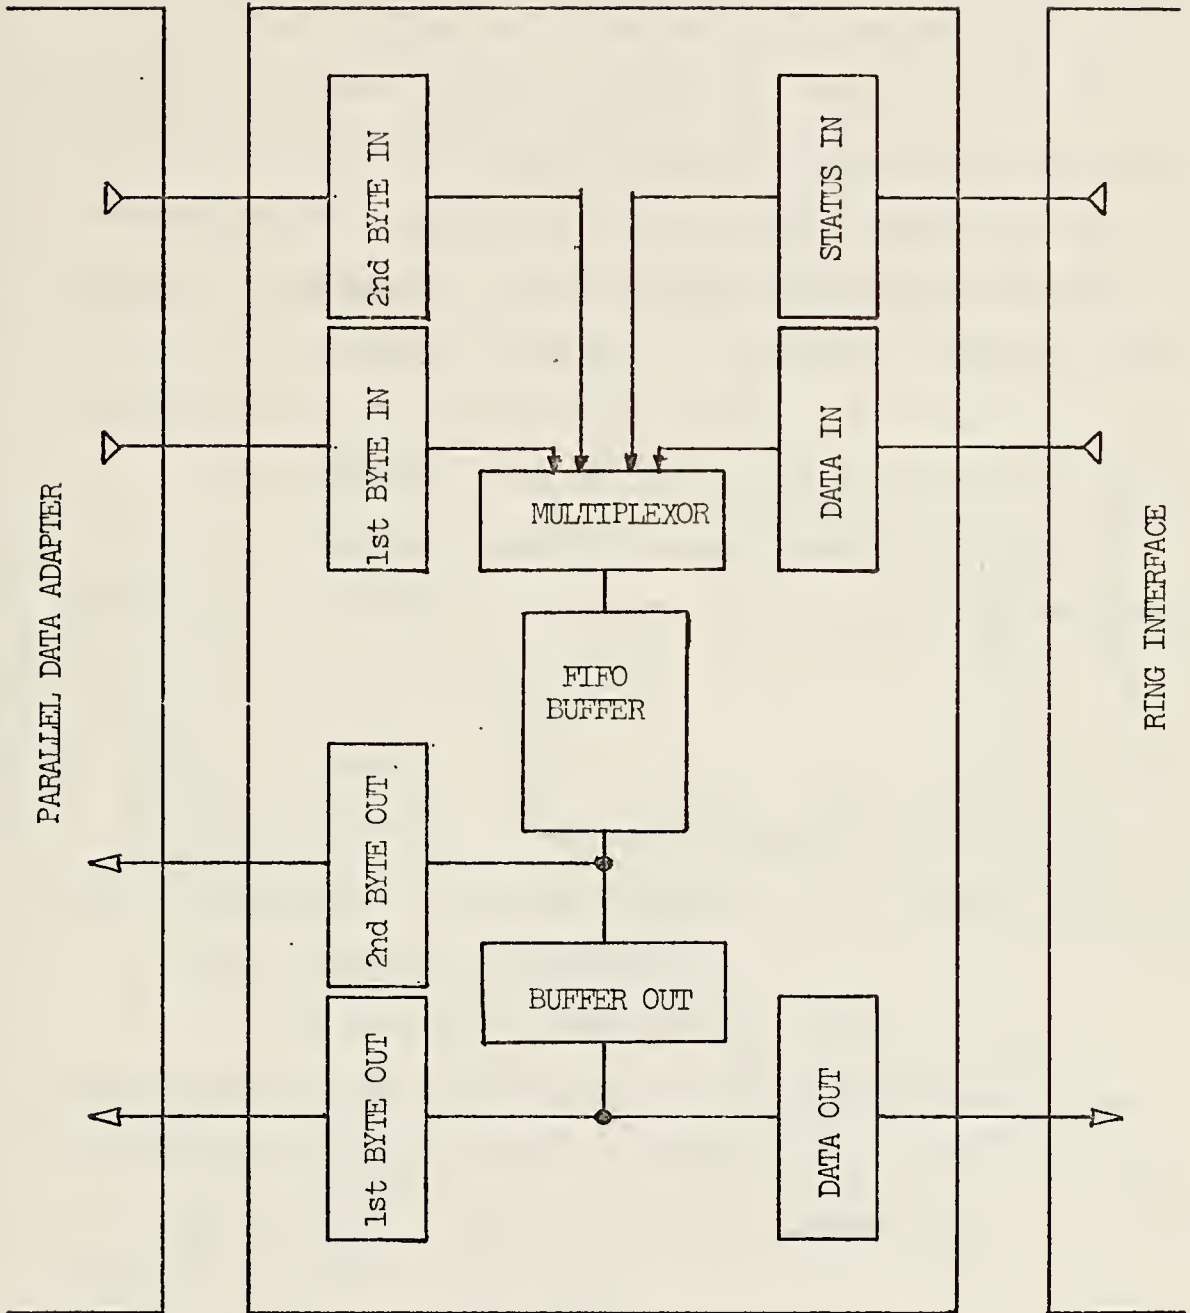 PARALLEL DATA ADAPTER
2nd BYTE IN
1st BYTE IN
2nd BYTE OUT
1st BYTE OUT
MULTIPLEXOR
FIFO
BUFFER
BUFFER OUT
STATUS IN
DATA IN
DATA OUT
RING INTERFACE